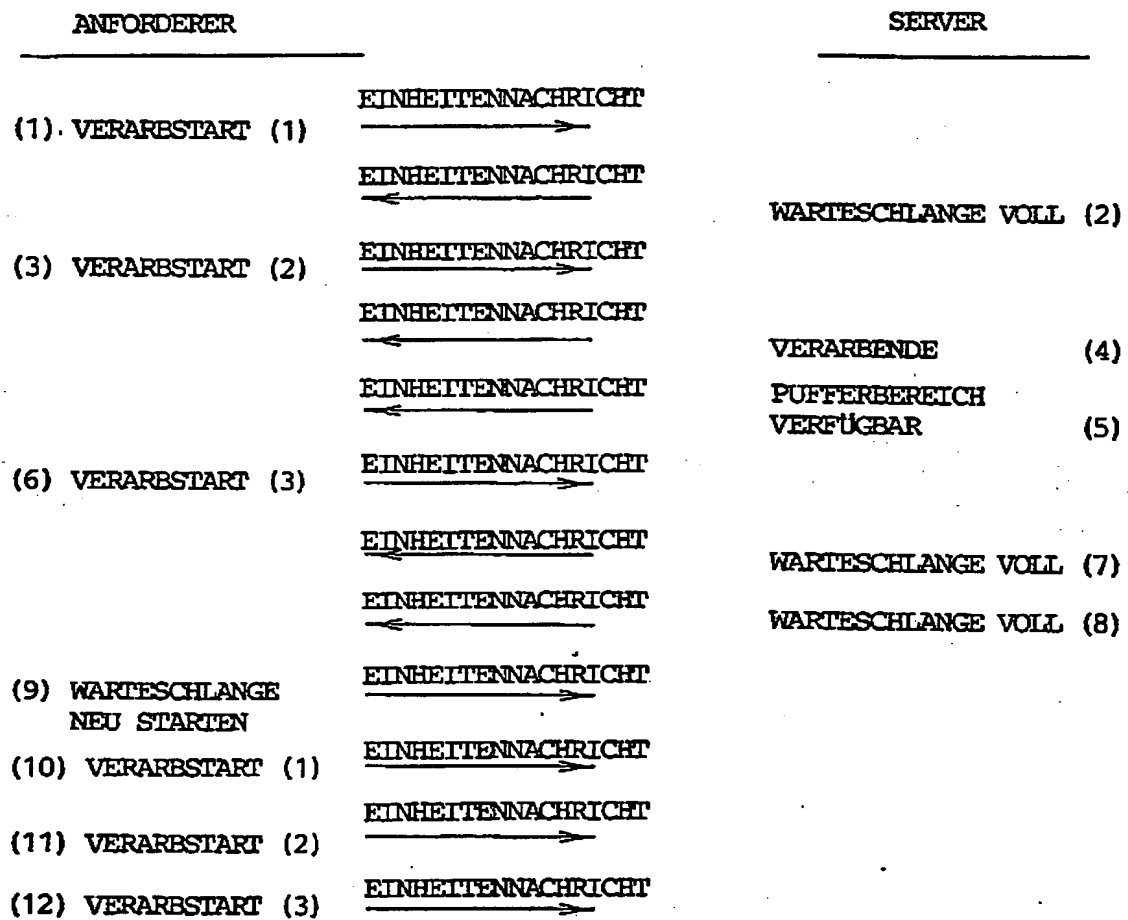 ANFORDERER SERVER
EINHEITENNACHRICHT
(1). VERARBSTART (1)
EINHEITENNACHRICHT
WARTESCHLANGE VOLL (2)
EINHEITENNACHRICHT
(3) VERARBSTART (2)
EINHEITENNACHRICHT
VERARBENDE (4)
EINHEITENNACHRICHT
PUFFERBEREICH
VERFÜGBAR (5)
EINHEITENNACHRICHT
(6) VERARBSTART (3)
EINHEITENNACHRICHT
WARTESCHLANGE VOLL (7)
EINHEITENNACHRICHT
WARTESCHLANGE VOLL (8)
EINHEITENNACHRICHT
(9) WARTESCHLANGE
NEU STARTEN
EINHEITENNACHRICHT
(10) VERARBSTART (1)
EINHEITENNACHRICHT
(11) VERARBSTART (2)
EINHEITENNACHRICHT
(12) VERARBSTART (3)